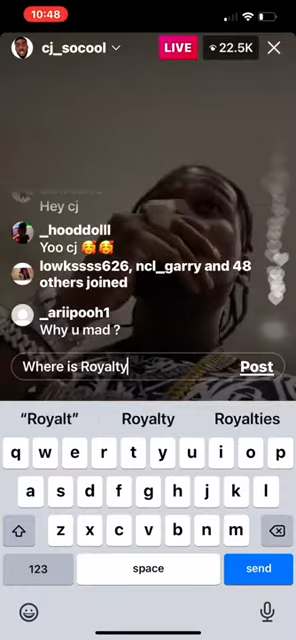 10:48
cj_socool
LIVE
22.5K
Hey cj
_hooddolll
Yoo cj 🥰🥰
lowkssss626, ncl_garry and 48
others joined
_ariipooh1
Why u mad ?
Where is Royalty
Post
“Royalt” Royalty Royalties
q w e r t y u i o p
a s d f g h j k l
z x c v b n m
123 space send